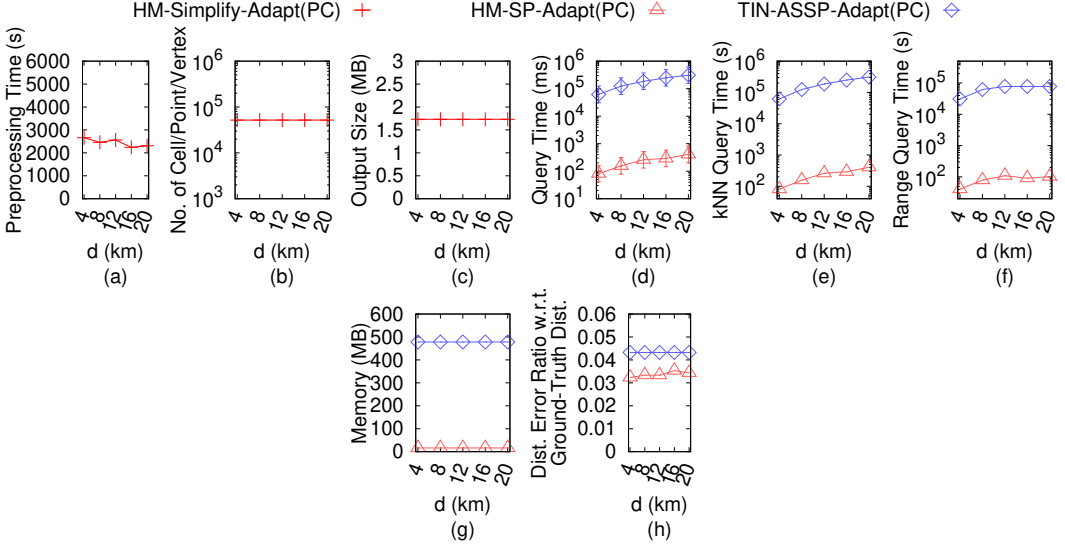 HM-Simplify-Adapt(PC) HM-SP-Adapt(PC) TIN-ASSP-Adapt(PC)
Preprocessing Time (s)
6000
5000
4000
3000
2000
1000
0
4 8 12 16 20
d (km)
(a)
No. of Cell/Point/Vertex
10^6
10^5
10^4
10^3
4 8 12 16 20
d (km)
(b)
Output Size (MB)
3
2.5
2
1.5
1
0.5
0
4 8 12 16 20
d (km)
(c)
Query Time (ms)
10^6
10^5
10^4
10^3
10^2
10^1
4 8 12 16 20
d (km)
(d)
kNN Query Time (s)
10^6
10^5
10^4
10^3
10^2
4 8 12 16 20
d (km)
(e)
Range Query Time (s)
10^5
10^4
10^3
10^2
4 8 12 16 20
d (km)
(f)
Memory (MB)
600
500
400
300
200
100
0
4 8 12 16 20
d (km)
(g)
Dist. Error Ratio w.r.t.
Ground-Truth Dist.
0.06
0.05
0.04
0.03
0.02
0.01
0
4 8 12 16 20
d (km)
(h)